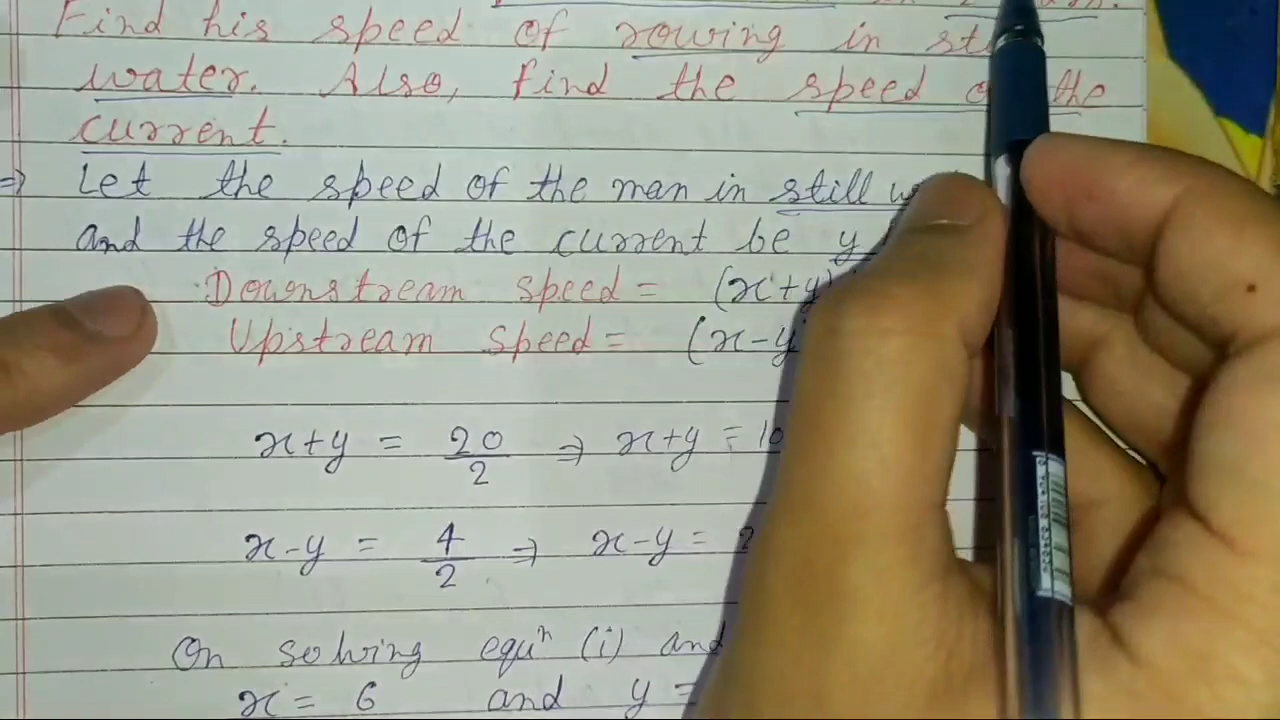 Find his speed of rowing in
water. Also, find the speed the
current.
⇒ Let the speed of the man in still
and the speed of the current be y
Downstream speed = (x+y)
Upstream speed = (x-y
x+y = 20/2 ⇒ x+y = 10
x-y = 4/2 ⇒ x-y = 2
On solving equⁿ (i) and
x = 6 and y =